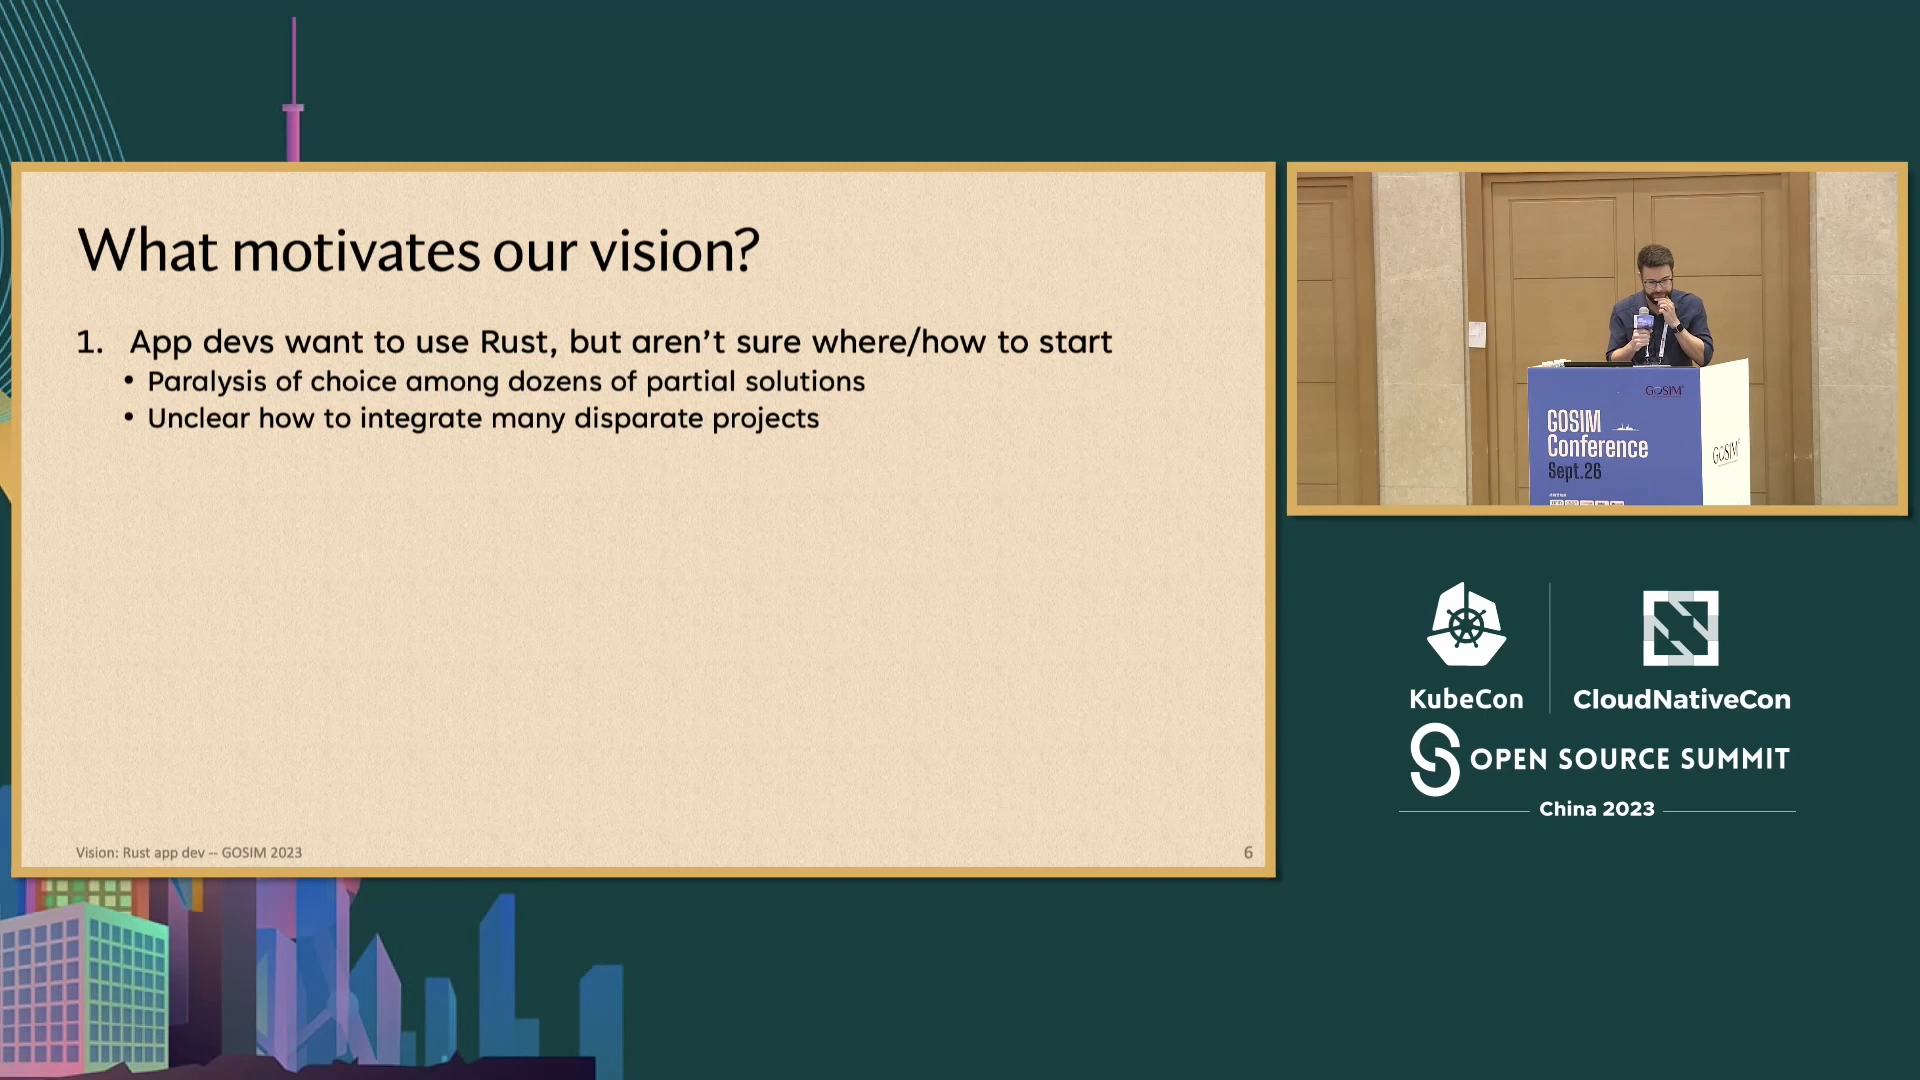 What motivates our vision?
1. App devs want to use Rust, but aren't sure where/how to start
• Paralysis of choice among dozens of partial solutions
• Unclear how to integrate many disparate projects
Vision: Rust app dev -- GOSIM 2023
6
GOSIM
GOSIM
Conference
Sept.26
GOSIM
KubeCon
CloudNativeCon
OPEN SOURCE SUMMIT
China 2023